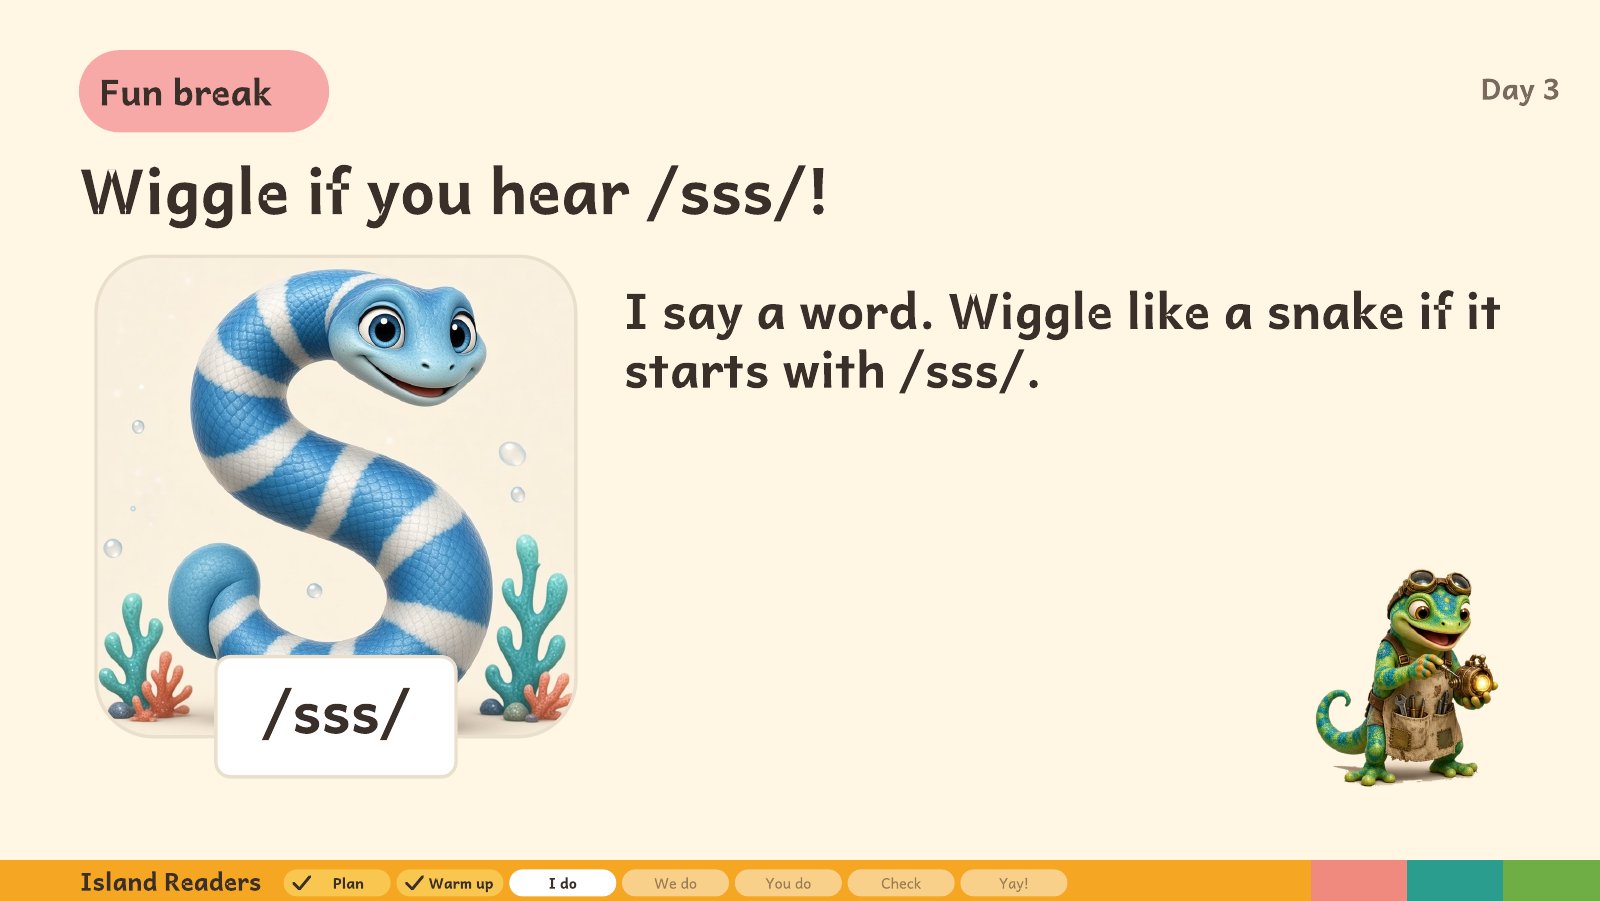 Fun break
Day 3
Wiggle if you hear /sss/!
I say a word. Wiggle like a snake if it
starts with /sss/.
/sss/
Island Readers
Plan
Warm up
I do
We do
You do
Check
Yay!